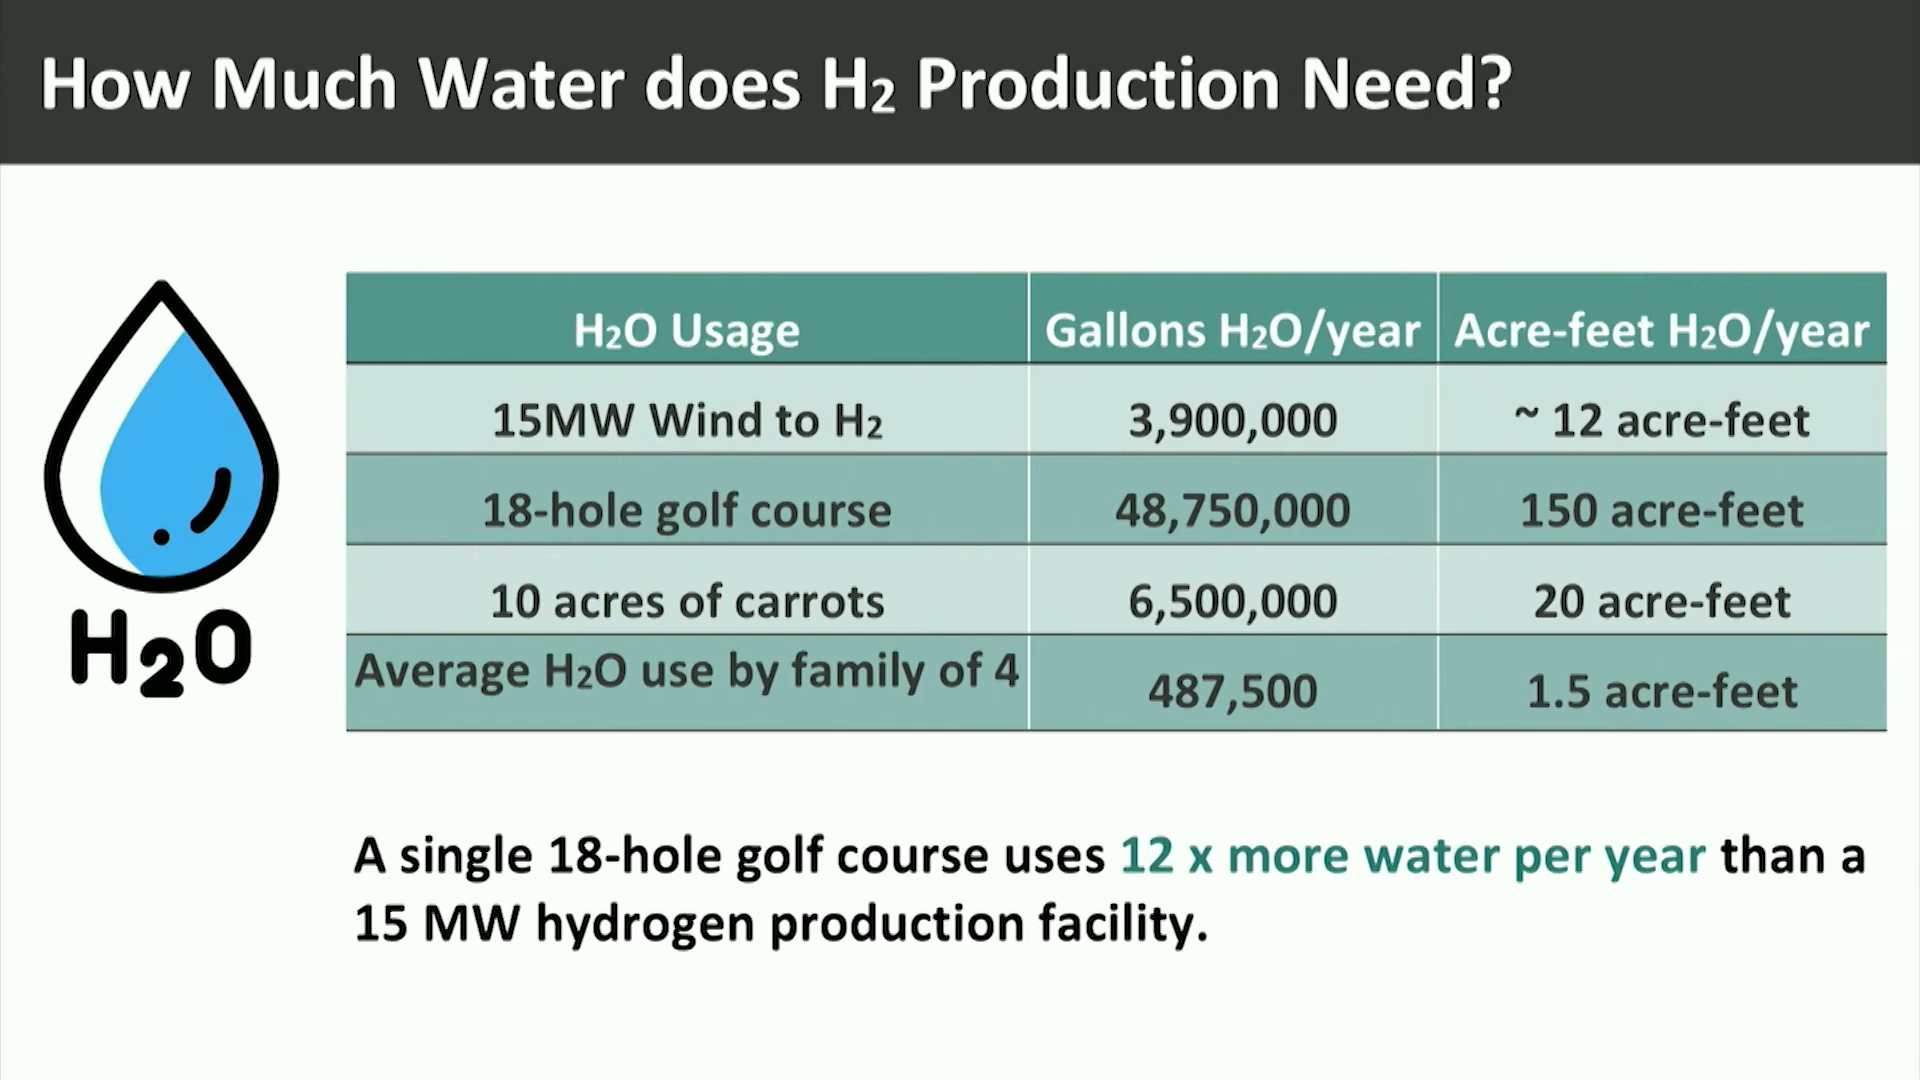 How Much Water does H2 Production Need?
H2O
H2O Usage Gallons H2O/year Acre-feet H2O/year
15MW Wind to H2 3,900,000 ~ 12 acre-feet
18-hole golf course 48,750,000 150 acre-feet
10 acres of carrots 6,500,000 20 acre-feet
Average H2O use by family of 4 487,500 1.5 acre-feet
A single 18-hole golf course uses 12 x more water per year than a
15 MW hydrogen production facility.